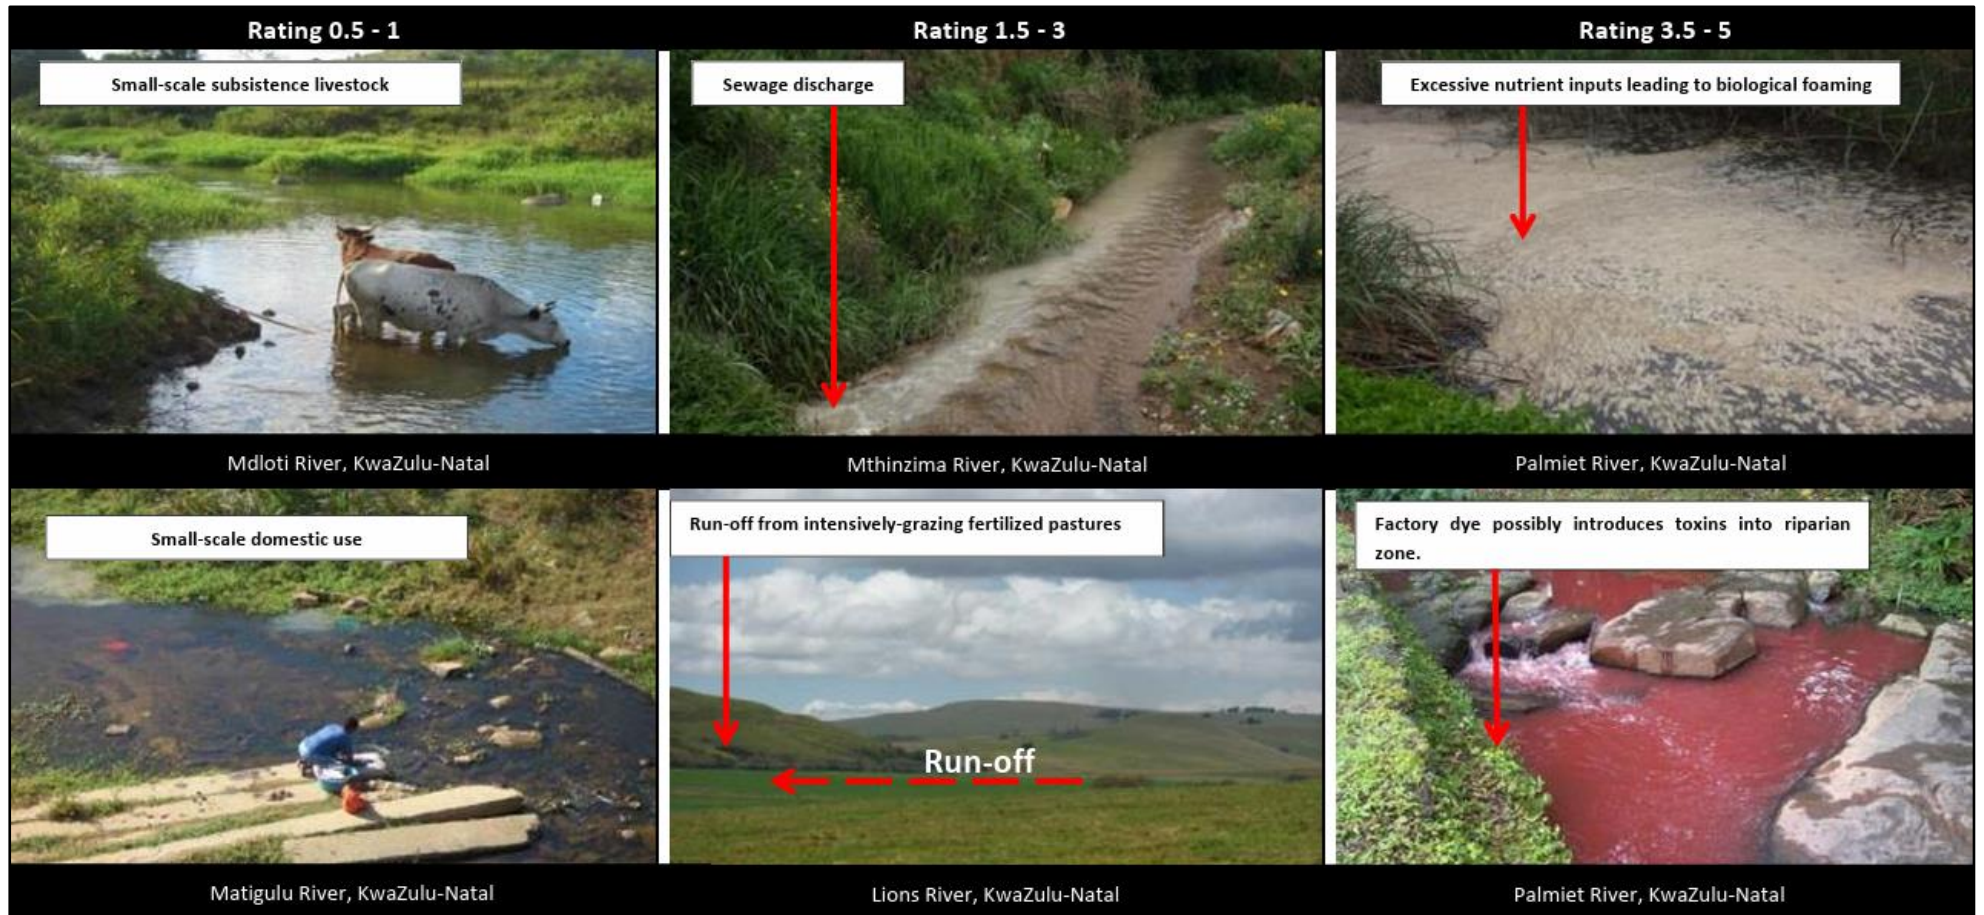 Rating 0.5 - 1
Rating 1.5 - 3
Rating 3.5 - 5
Small-scale subsistence livestock
Sewage discharge
Excessive nutrient inputs leading to biological foaming
Mdloti River, KwaZulu-Natal
Mthinzima River, KwaZulu-Natal
Palmiet River, KwaZulu-Natal
Small-scale domestic use
Run-off from intensively-grazing fertilized pastures
Factory dye possibly introduces toxins into riparian
zone.
Run-off
Matigulu River, KwaZulu-Natal
Lions River, KwaZulu-Natal
Palmiet River, KwaZulu-Natal